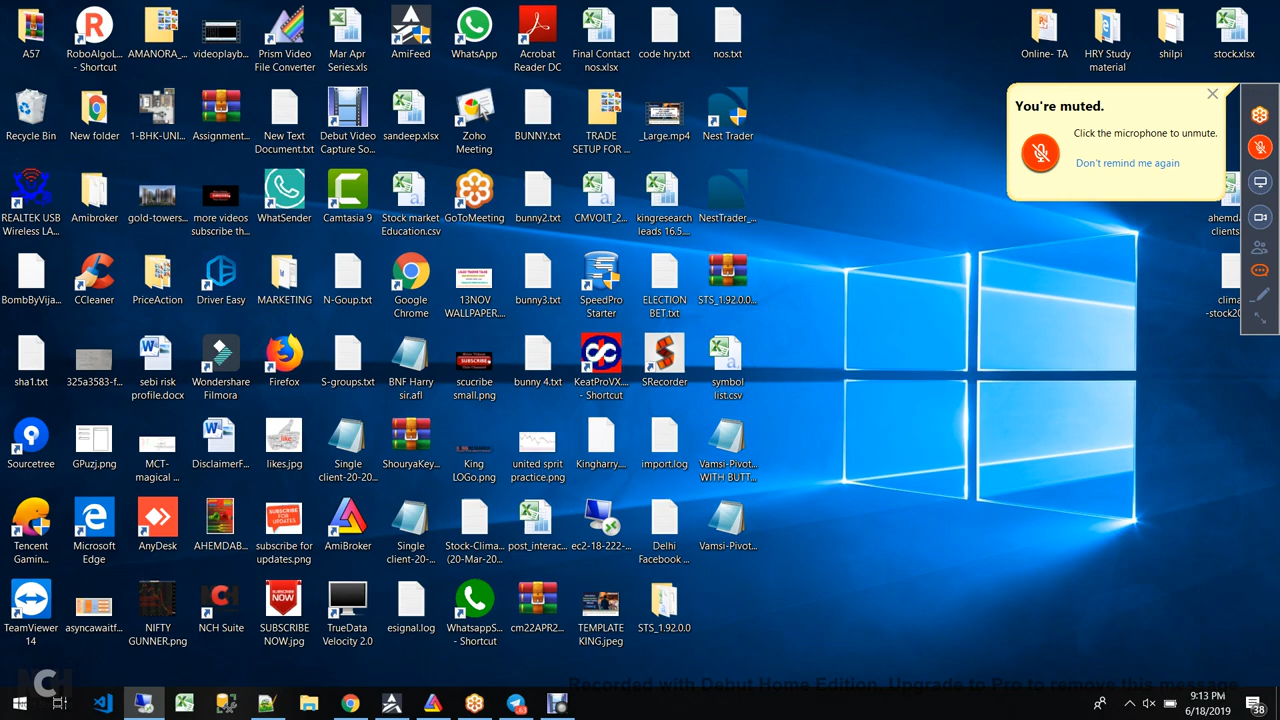 A57
RoboAlgoI...
- Shortcut
AMANORA_...
videoplayb...
Prism Video
File Converter
Mar Apr
Series.xls
AmiFeed
WhatsApp
Acrobat
Reader DC
Final Contact
nos.xlsx
code hry.txt
nos.txt
Online- TA
HRY Study
material
shilpi
stock.xlsx
You're muted.
Click the microphone to unmute.
Don't remind me again
Recycle Bin
New folder
1-BHK-UNI...
Assignment...
New Text
Document.txt
Debut Video
Capture So...
sandeep.xlsx
Zoho
Meeting
BUNNY.txt
TRADE
SETUP FOR ...
_Large.mp4
Nest Trader
REALTEK USB
Wireless LA...
Amibroker
gold-towers...
more videos
subscribe th...
WhatSender
Camtasia 9
Stock market
Education.csv
GoToMeeting
bunny2.txt
CMVOLT_2...
kingresearch
leads 16.5....
NestTrader_...
ahemda
clients
BombByVija...
CCleaner
PriceAction
Driver Easy
MARKETING
N-Goup.txt
Google
Chrome
13NOV
WALLPAPER....
bunny3.txt
SpeedPro
Starter
ELECTION
BET.txt
STS_1.92.0.0...
clima
-stock20
sha1.txt
325a3583-f...
sebi risk
profile.docx
Wondershare
Filmora
Firefox
S-groups.txt
BNF Harry
sir.afl
SUBSCRIBE
scucribe
small.png
bunny 4.txt
KeatProVX....
- Shortcut
SRecorder
symbol
list.csv
Sourcetree
GPuzj.png
MCT-
magical ...
DisclaimerF...
likes.jpg
Single
client-20-20...
ShouryaKey...
King
LOGo.png
united sprit
practice.png
Kingharry....
import.log
Vamsi-Pivot...
WITH BUTT...
Tencent
Gamin...
Microsoft
Edge
AnyDesk
AHEMDAB...
SUBSCRIBE
FOR UPDATES
subscribe for
updates.png
AmiBroker
Single
client-20-...
Stock-Clima...
(20-Mar-20...
post_interac...
ec2-18-222-...
Delhi
Facebook ...
Vamsi-Pivot...
TeamViewer
14
asyncawaitf...
NIFTY
GUNNER.png
NCH Suite
SUBSCRIBE
NOW
SUBSCRIBE
NOW.jpg
TrueData
Velocity 2.0
esignal.log
WhatsappS...
- Shortcut
cm22APR2...
TEMPLATE
KING.jpeg
STS_1.92.0.0
NCH
Recorded with Debut Home Edition. Upgrade to Pro to remove this message.
9:13 PM
6/18/2019
38